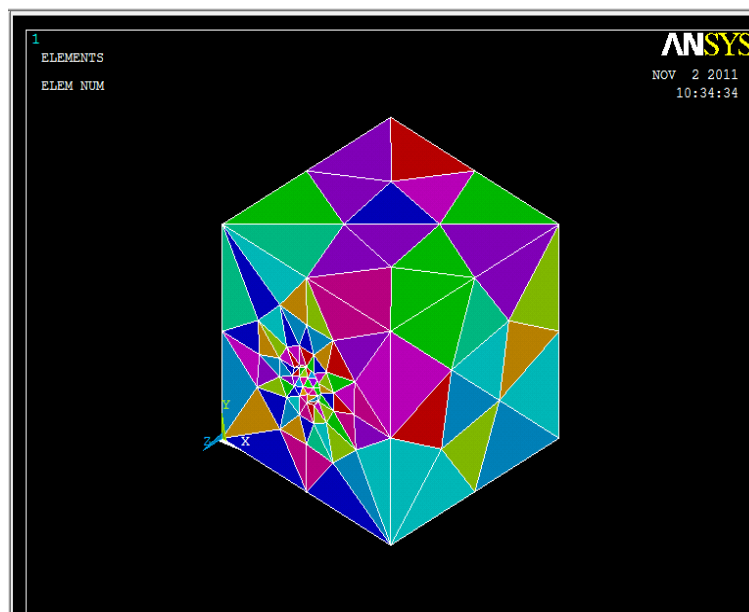 1
ANSYS
ELEMENTS
NOV 2 2011
ELEM NUM
10:34:34
Y
Z X